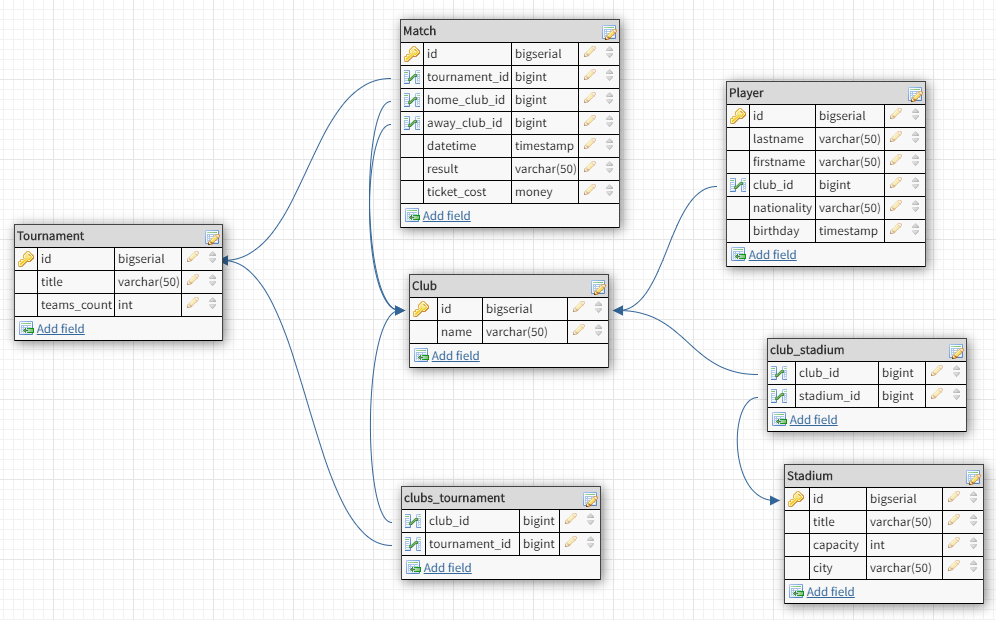 Match
id bigserial
tournament_id bigint
home_club_id bigint
away_club_id bigint
datetime timestamp
result varchar(50)
ticket_cost money
Add field
Player
id bigserial
lastname varchar(50)
firstname varchar(50)
club_id bigint
nationality varchar(50)
birthday timestamp
Add field
Tournament
id bigserial
title varchar(50)
teams_count int
Add field
Club
id bigserial
name varchar(50)
Add field
club_stadium
club_id bigint
stadium_id bigint
Add field
clubs_tournament
club_id bigint
tournament_id bigint
Add field
Stadium
id bigserial
title varchar(50)
capacity int
city varchar(50)
Add field